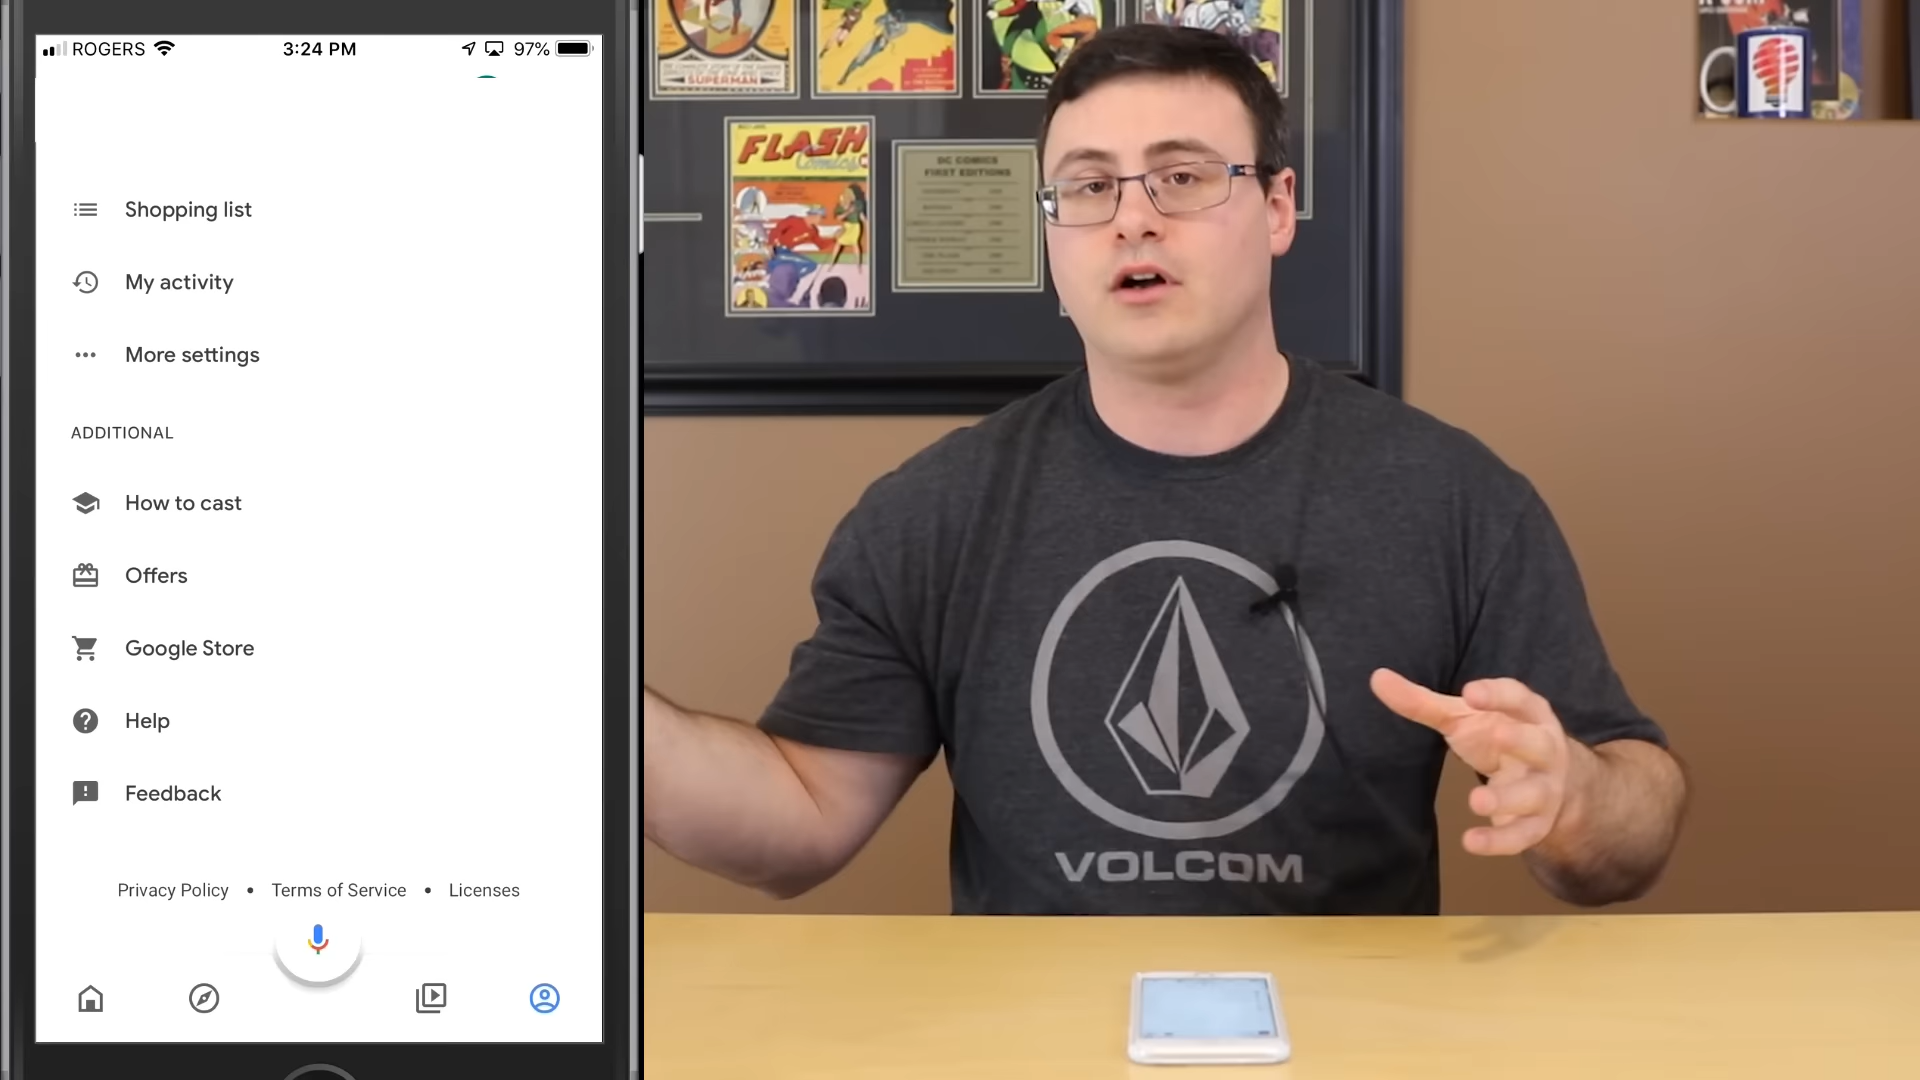 ROGERS 3:24 PM 97%
Shopping list
My activity
More settings
ADDITIONAL
How to cast
Offers
Google Store
Help
Feedback
Privacy Policy • Terms of Service • Licenses
SUPERMAN
FLASH
Comics
DC COMICS
FIRST EDITIONS
VOLCOM